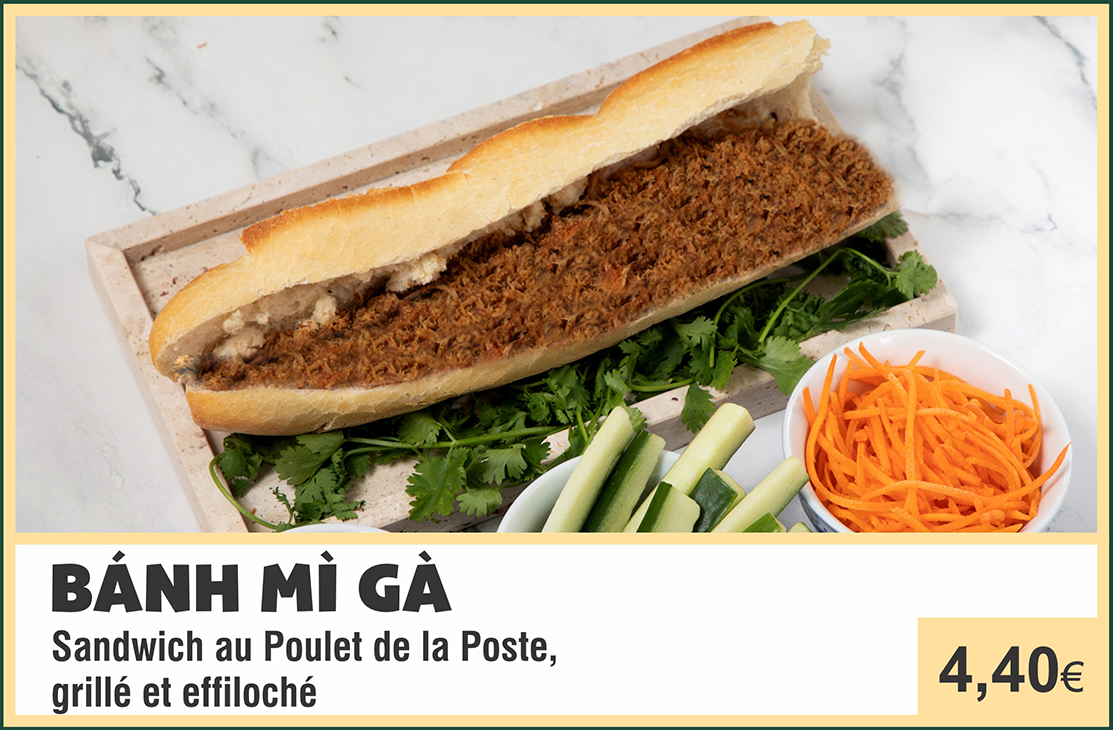 BÁNH MÌ GÀ
Sandwich au Poulet de la Poste,
grillé et effiloché
4,40€